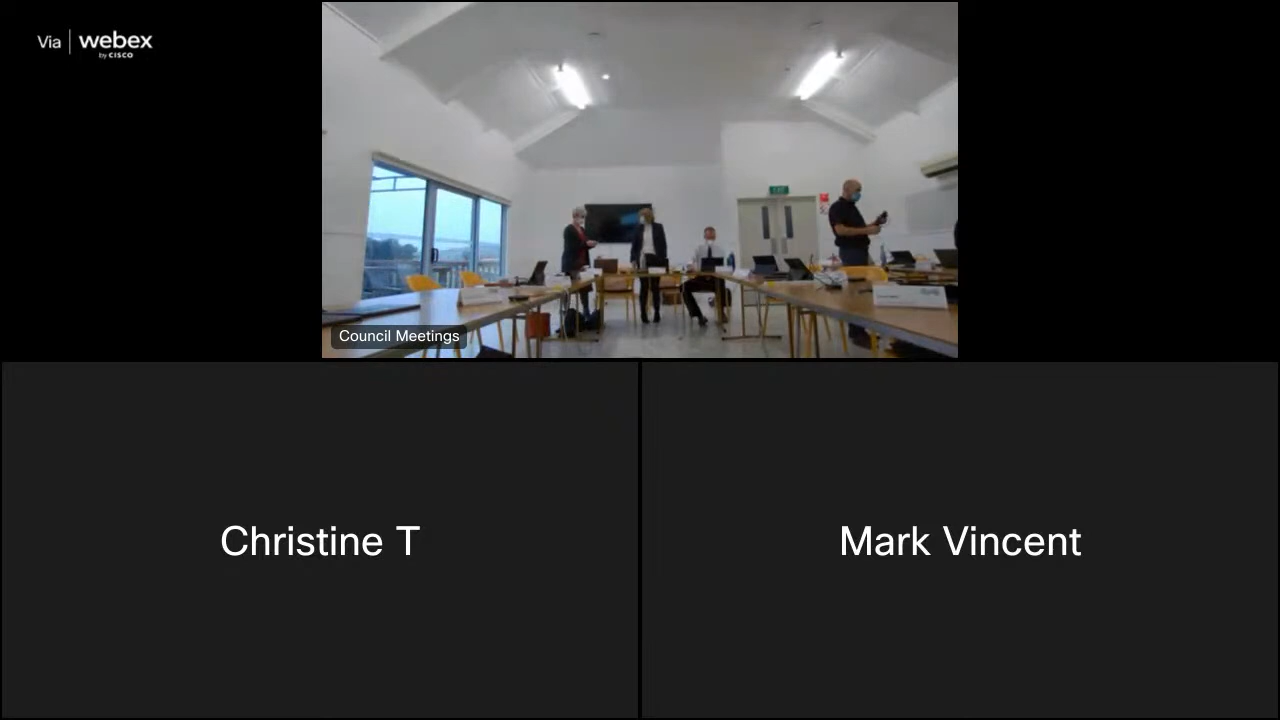 Via webex
by CISCO
Council Meetings
Christine T
Mark Vincent